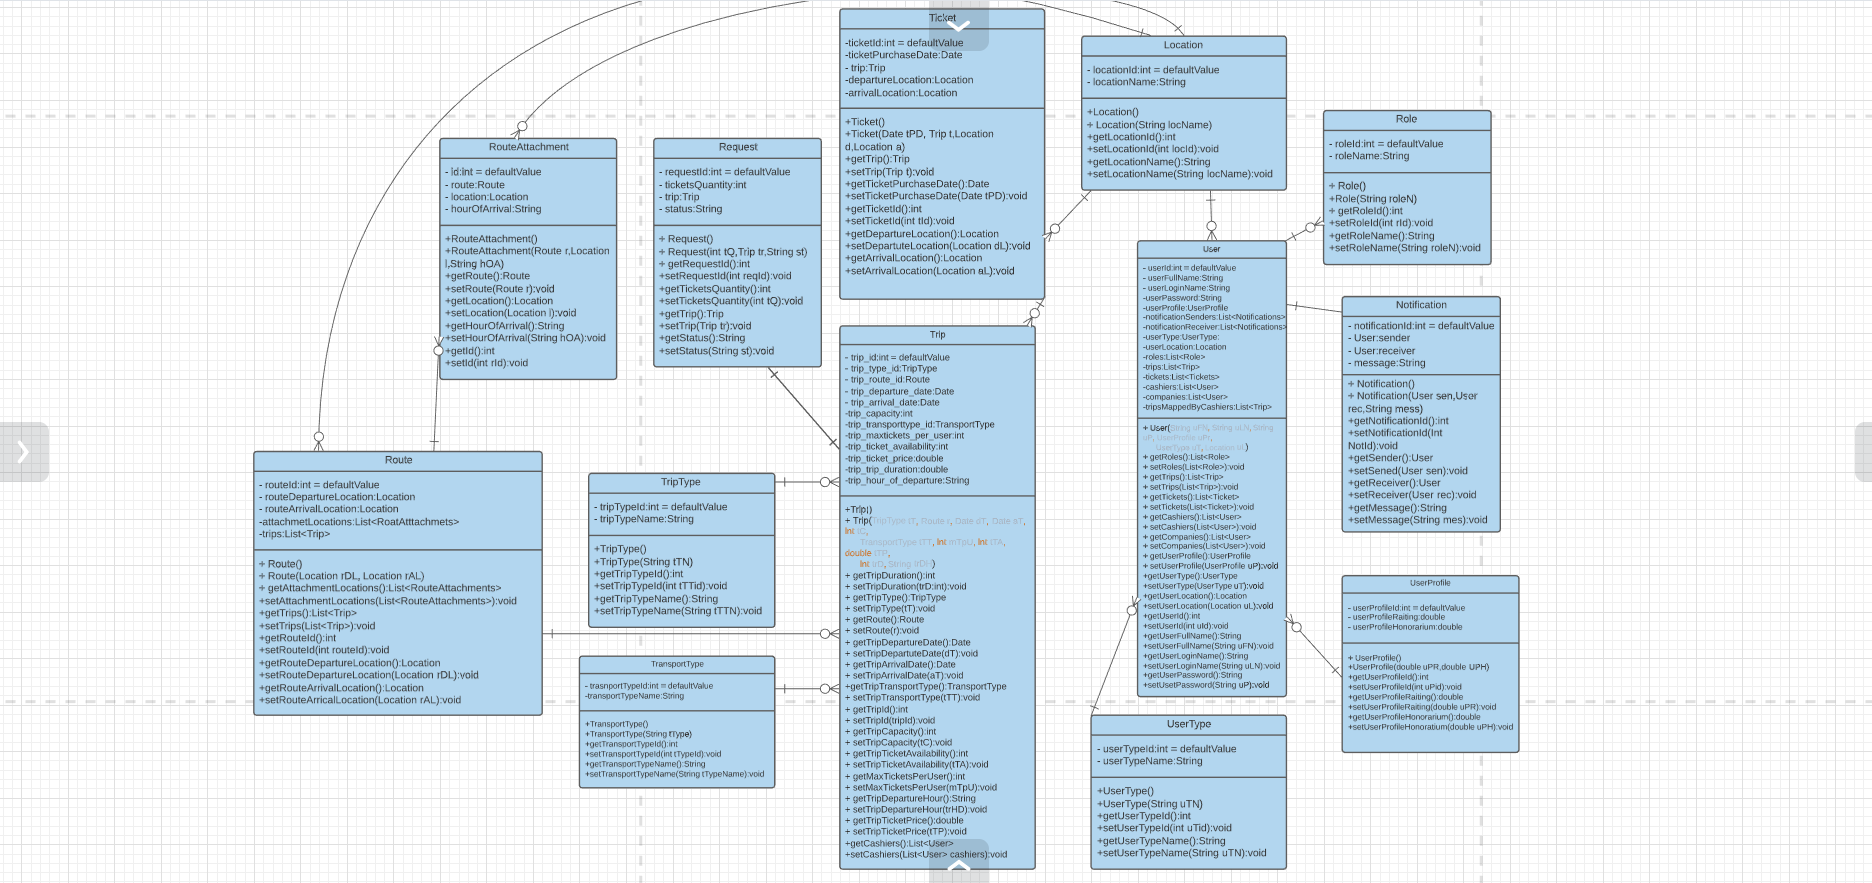 Ticket
-ticketId:int = defaultValue
-ticketPurchaseDate:Date
- trip:Trip
-departureLocation:Location
-arrivalLocation:Location
+Ticket()
+Ticket(Date tPD, Trip t,Location
d,Location a)
+getTrip():Trip
+setTrip(Trip t):void
+getTicketPurchaseDate():Date
+setTicketPurchaseDate(Date tPD):void
+getTicketId():int
+setTicketId(int tId):void
+getDepartureLocation():Location
+setDeparuteLocation(Location dL):void
+getArrivalLocation():Location
+setArrivalLocation(Location aL):void
Location
- locationId:int = defaultValue
- locationName:String
+Location()
+ Location(String locName)
+getLocationId():int
+setLocationId(int locId):void
+getLocationName():String
+setLocationName(String locName):void
Role
- roleId:int = defaultValue
- roleName:String
+ Role()
+Role(String roleN)
+ getRoleId():int
+setRoleId(int rId):void
+getRoleName():String
+setRoleName(String roleN):void
RouteAttachment
- Id:int = defaultValue
- route:Route
- location:Location
- hourOfArrival:String
+RouteAttachment()
+RouteAttachment(Route r,Location
l,String hOA)
+getRoute():Route
+setRoute(Route r):void
+getLocation():Location
+setLocation(Location l):void
+getHourOfArrival():String
+setHourOfArrival(String hOA):void
+getId():int
+setId(int rId):void
Request
- requestId:int = defaultValue
- ticketsQuantity:int
- trip:Trip
- status:String
+ Request()
+ Request(int tQ,Trip tr,String st)
+ getRequestId():int
+setRequestId(int reqId):void
+getTicketsQuantity():int
+setTicketsQuantity(int tQ):void
+getTrip():Trip
+setTrip(Trip tr):void
+getStatus():String
+setStatus(String st):void
User
- userId:int = defaultValue
- userFullName:String
- userLoginName:String
-userPassword:String
-userProfile:UserProfile
-notificationSenders:List<Notifications>
-notificationReceiver:List<Notifications>
-userType:UserType:
-userLocation:Location
-roles:List<Role>
-trips:List<Trip>
-tickets:List<Tickets>
-cashiers:List<User>
-companies:List<User>
-tripsMappedByCashiers:List<Trip>
+ User(String uFN, String uLN,String
uP, UserProfile uPr,
UserType uT, Location uL)
+ getRoles():List<Role>
+ setRoles(List<Role>):void
+ getTrips():List<Trip>
+ setTrips(List<Trip>):void
+ getTickets():List<Ticket>
+ setTickets(List<Ticket>):void
+ getCashiers():List<User>
+ setCashiers(List<User>):void
+ getCompanies():List<User>
+ setCompanies(List<User>):void
+ getUserProfile():UserProfile
+ setUserProfile(UserProfile uP):void
+getUserType():UserType
+setUserType(UserType uT):void
+getUserLocation():Location
+setUserLocation(Location uL):void
+getUserId():int
+setUserId(int uId):void
+getUserFullName():String
+setUserFullName(String uFN):void
+getUserLoginName():String
+setUserLoginName(String uLN):void
+getUserPassword():String
+setUsetPassword(String uP):void
Notification
- notificationId:int = defaultValue
- User:sender
- User:receiver
- message:String
+ Notification()
+ Notification(User sen,User
rec,String mess)
+getNotificationId():int
+setNotificationId(Int
NotId):void
+getSender():User
+setSened(User sen):void
+getReceiver():User
+setReceiver(User rec):void
+getMessage():String
+setMessage(String mes):void
Trip
- trip_id:int = defaultValue
- trip_type_id:TripType
- trip_route_id:Route
- trip_departure_date:Date
- trip_arrival_date:Date
-trip_capacity:int
-trip_transporttype_id:TransportType
-trip_maxtickets_per_user:int
-trip_ticket_availability:int
-trip_ticket_price:double
-trip_trip_duration:double
-trip_hour_of_departure:String
+Trip()
+ Trip(TripType tT, Route r, Date dT, Date aT,
Int tC,
TransportType tTT, Int mTpU, Int tTA,
double tTP,
Int trD, String trDH)
+ getTripDuration():int
+ setTripDuration(trD:int):void
+ getTripType():TripType
+ setTripType(tT):void
+ getRoute():Route
+ setRoute(r):void
+ getTripDepartureDate():Date
+ setTripDeparuteDate(dT):void
+ getTripArrivalDate():Date
+ setTripArrivalDate(aT):void
+getTripTransportType():TransportType
+ setTripTransportType(tTT):void
+ getTripId():int
+ setTripId(tripId):void
+ getTripCapacity():int
+ setTripCapacity(tC):void
+ getTripTicketAvailability():int
+ setTripTicketAvailability(tTA):void
+ getMaxTicketsPerUser():int
+ setMaxTicketsPerUser(mTpU):void
+ getTripDepartureHour():String
+ setTripDepartureHour(trHD):void
+ getTripTicketPrice():double
+ setTripTicketPrice(tTP):void
+getCashiers():List<User>
+setCashiers(List<User> cashiers):void
Route
- routeId:int = defaultValue
- routeDepartureLocation:Location
- routeArrivalLocation:Location
-attachmetLocations:List<RoatAtttachmets>
-trips:List<Trip>
+ Route()
+ Route(Location rDL, Location rAL)
+ getAttachmentLocations():List<RouteAttachments>
+setAttachmentLocations(List<RouteAttachments>):void
+getTrips():List<Trip>
+setTrips(List<Trip>):void
+getRouteId():int
+setRouteId(int routeId):void
+getRouteDepartureLocation():Location
+setRouteDepartureLocation(Location rDL):void
+getRouteArrivalLocation():Location
+setRouteArricalLocation(Location rAL):void
TripType
- tripTypeId:int = defaultValue
- tripTypeName:String
+TripType()
+TripType(String tTN)
+getTripTypeId():int
+setTripTypeId(int tTTid):void
+getTripTypeName():String
+setTripTypeName(String tTTN):void
TransportType
- trasnportTypeId:int = defaultValue
-transportTypeName:String
+TransportType()
+TransportType(String tType)
+getTransportTypeId():int
+setTransportTypeId(int tTypeId):void
+getTransportTypeName():String
+setTransportTypeName(String tTypeName):void
UserProfile
- userProfileId:int = defaultValue
- userProfileRaiting:double
- userProfileHonorarium:double
+ UserProfile()
+UserProfile(double uPR,double UPH)
+getUserProfileId():int
+setUserProfileId(int uPid):void
+getUserProfileRaiting():double
+setUserProfileRaiting(double uPR):void
+getUserProfileHonorarium():double
+setUserProfileHonoratium(double uPH):void
UserType
- userTypeId:int = defaultValue
- userTypeName:String
+UserType()
+UserType(String uTN)
+getUserTypeId():int
+setUserTypeId(int uTid):void
+getUserTypeName():String
+setUserTypeName(String uTN):void